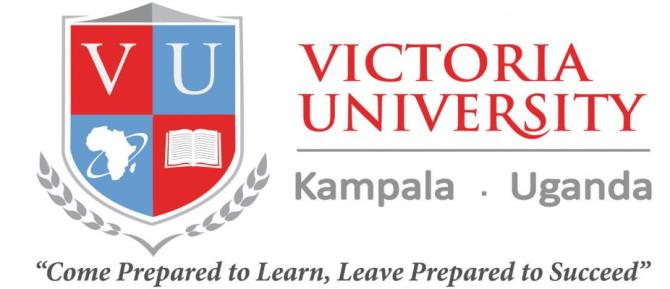 V U
VICTORIA
UNIVERSITY
Kampala . Uganda
“Come Prepared to Learn, Leave Prepared to Succeed”